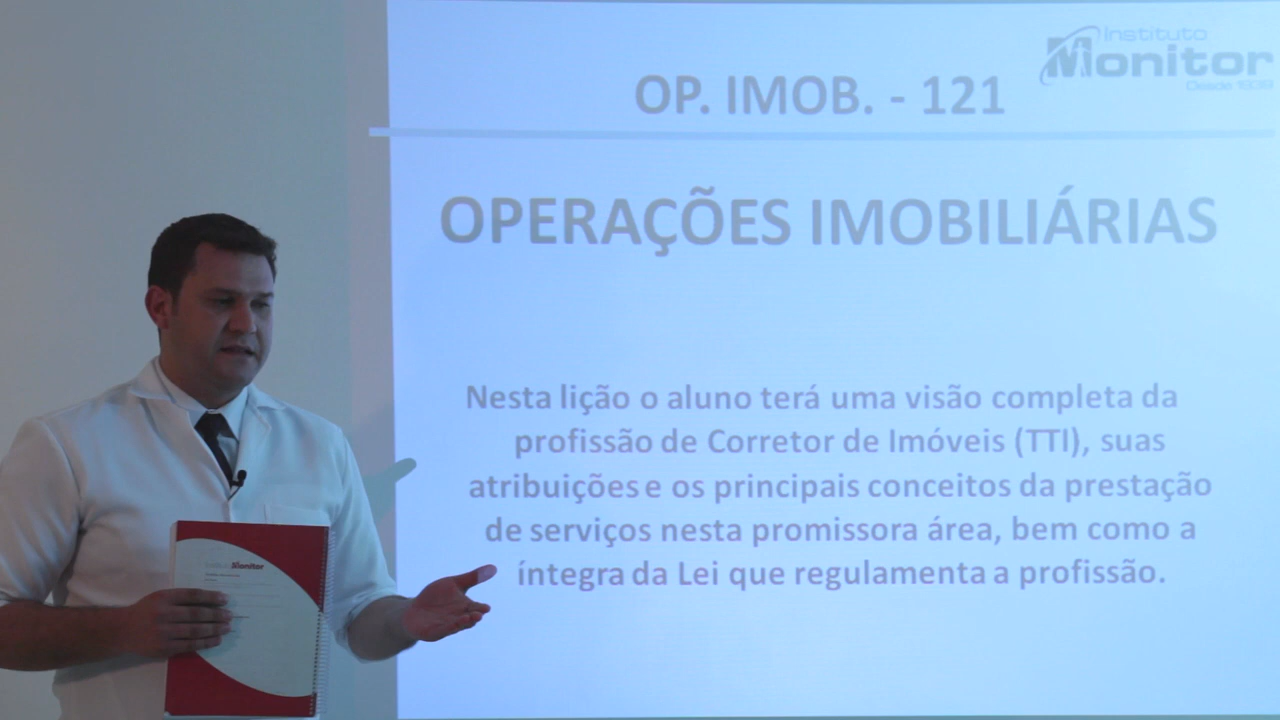 Instituto
Monitor
Desde 1939
OP. IMOB. - 121
OPERAÇÕES IMOBILIÁRIAS
Nesta lição o aluno terá uma visão completa da
profissão de Corretor de Imóveis (TTI), suas
atribuições e os principais conceitos da prestação
de serviços nesta promissora área, bem como a
íntegra da Lei que regulamenta a profissão.
Instituto Monitor